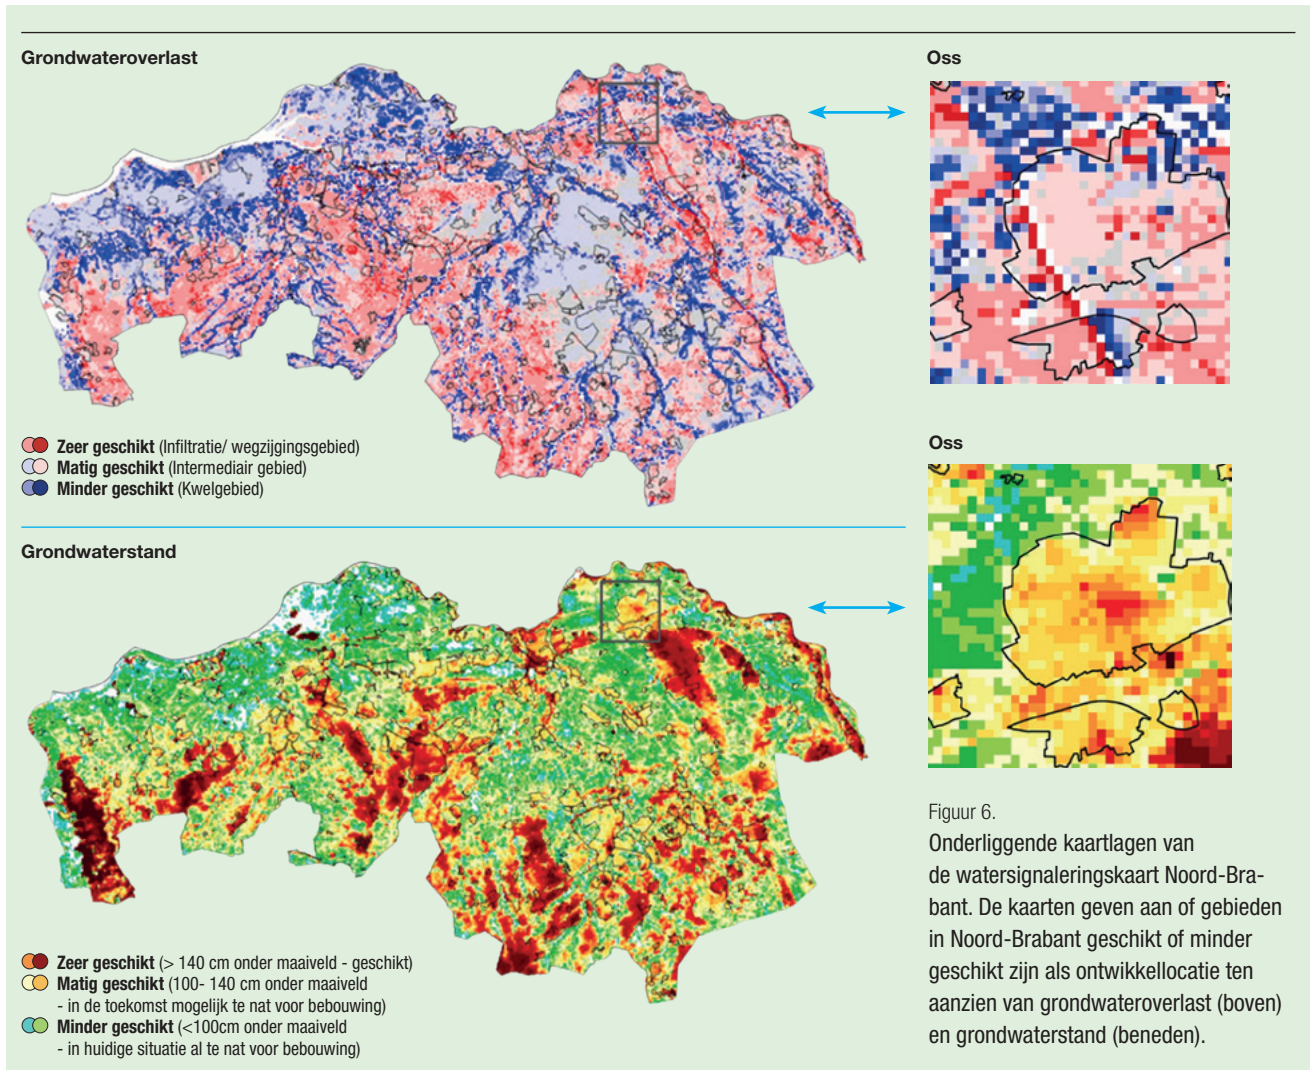 Grondwateroverlast
Oss
Zeer geschikt (Infiltratie/ wegzijgingsgebied)
Matig geschikt (Intermediair gebied)
Minder geschikt (Kwelgebied)
Oss
Grondwaterstand
Zeer geschikt (> 140 cm onder maaiveld - geschikt)
Matig geschikt (100- 140 cm onder maaiveld
- in de toekomst mogelijk te nat voor bebouwing)
Minder geschikt (<100cm onder maaiveld
- in huidige situatie al te nat voor bebouwing)
Figuur 6.
Onderliggende kaartlagen van
de watersignaleringskaart Noord-Bra-
bant. De kaarten geven aan of gebieden
in Noord-Brabant geschikt of minder
geschikt zijn als ontwikkellocatie ten
aanzien van grondwateroverlast (boven)
en grondwaterstand (beneden).